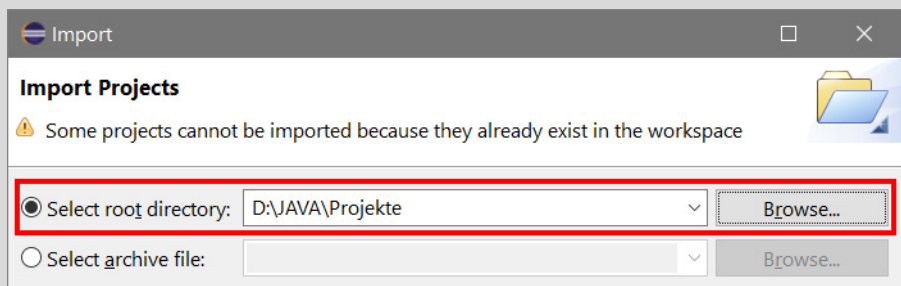 Import
Import Projects
Some projects cannot be imported because they already exist in the workspace
Select root directory: D:\JAVA\Projekte Browse...
Select archive file: Browse...